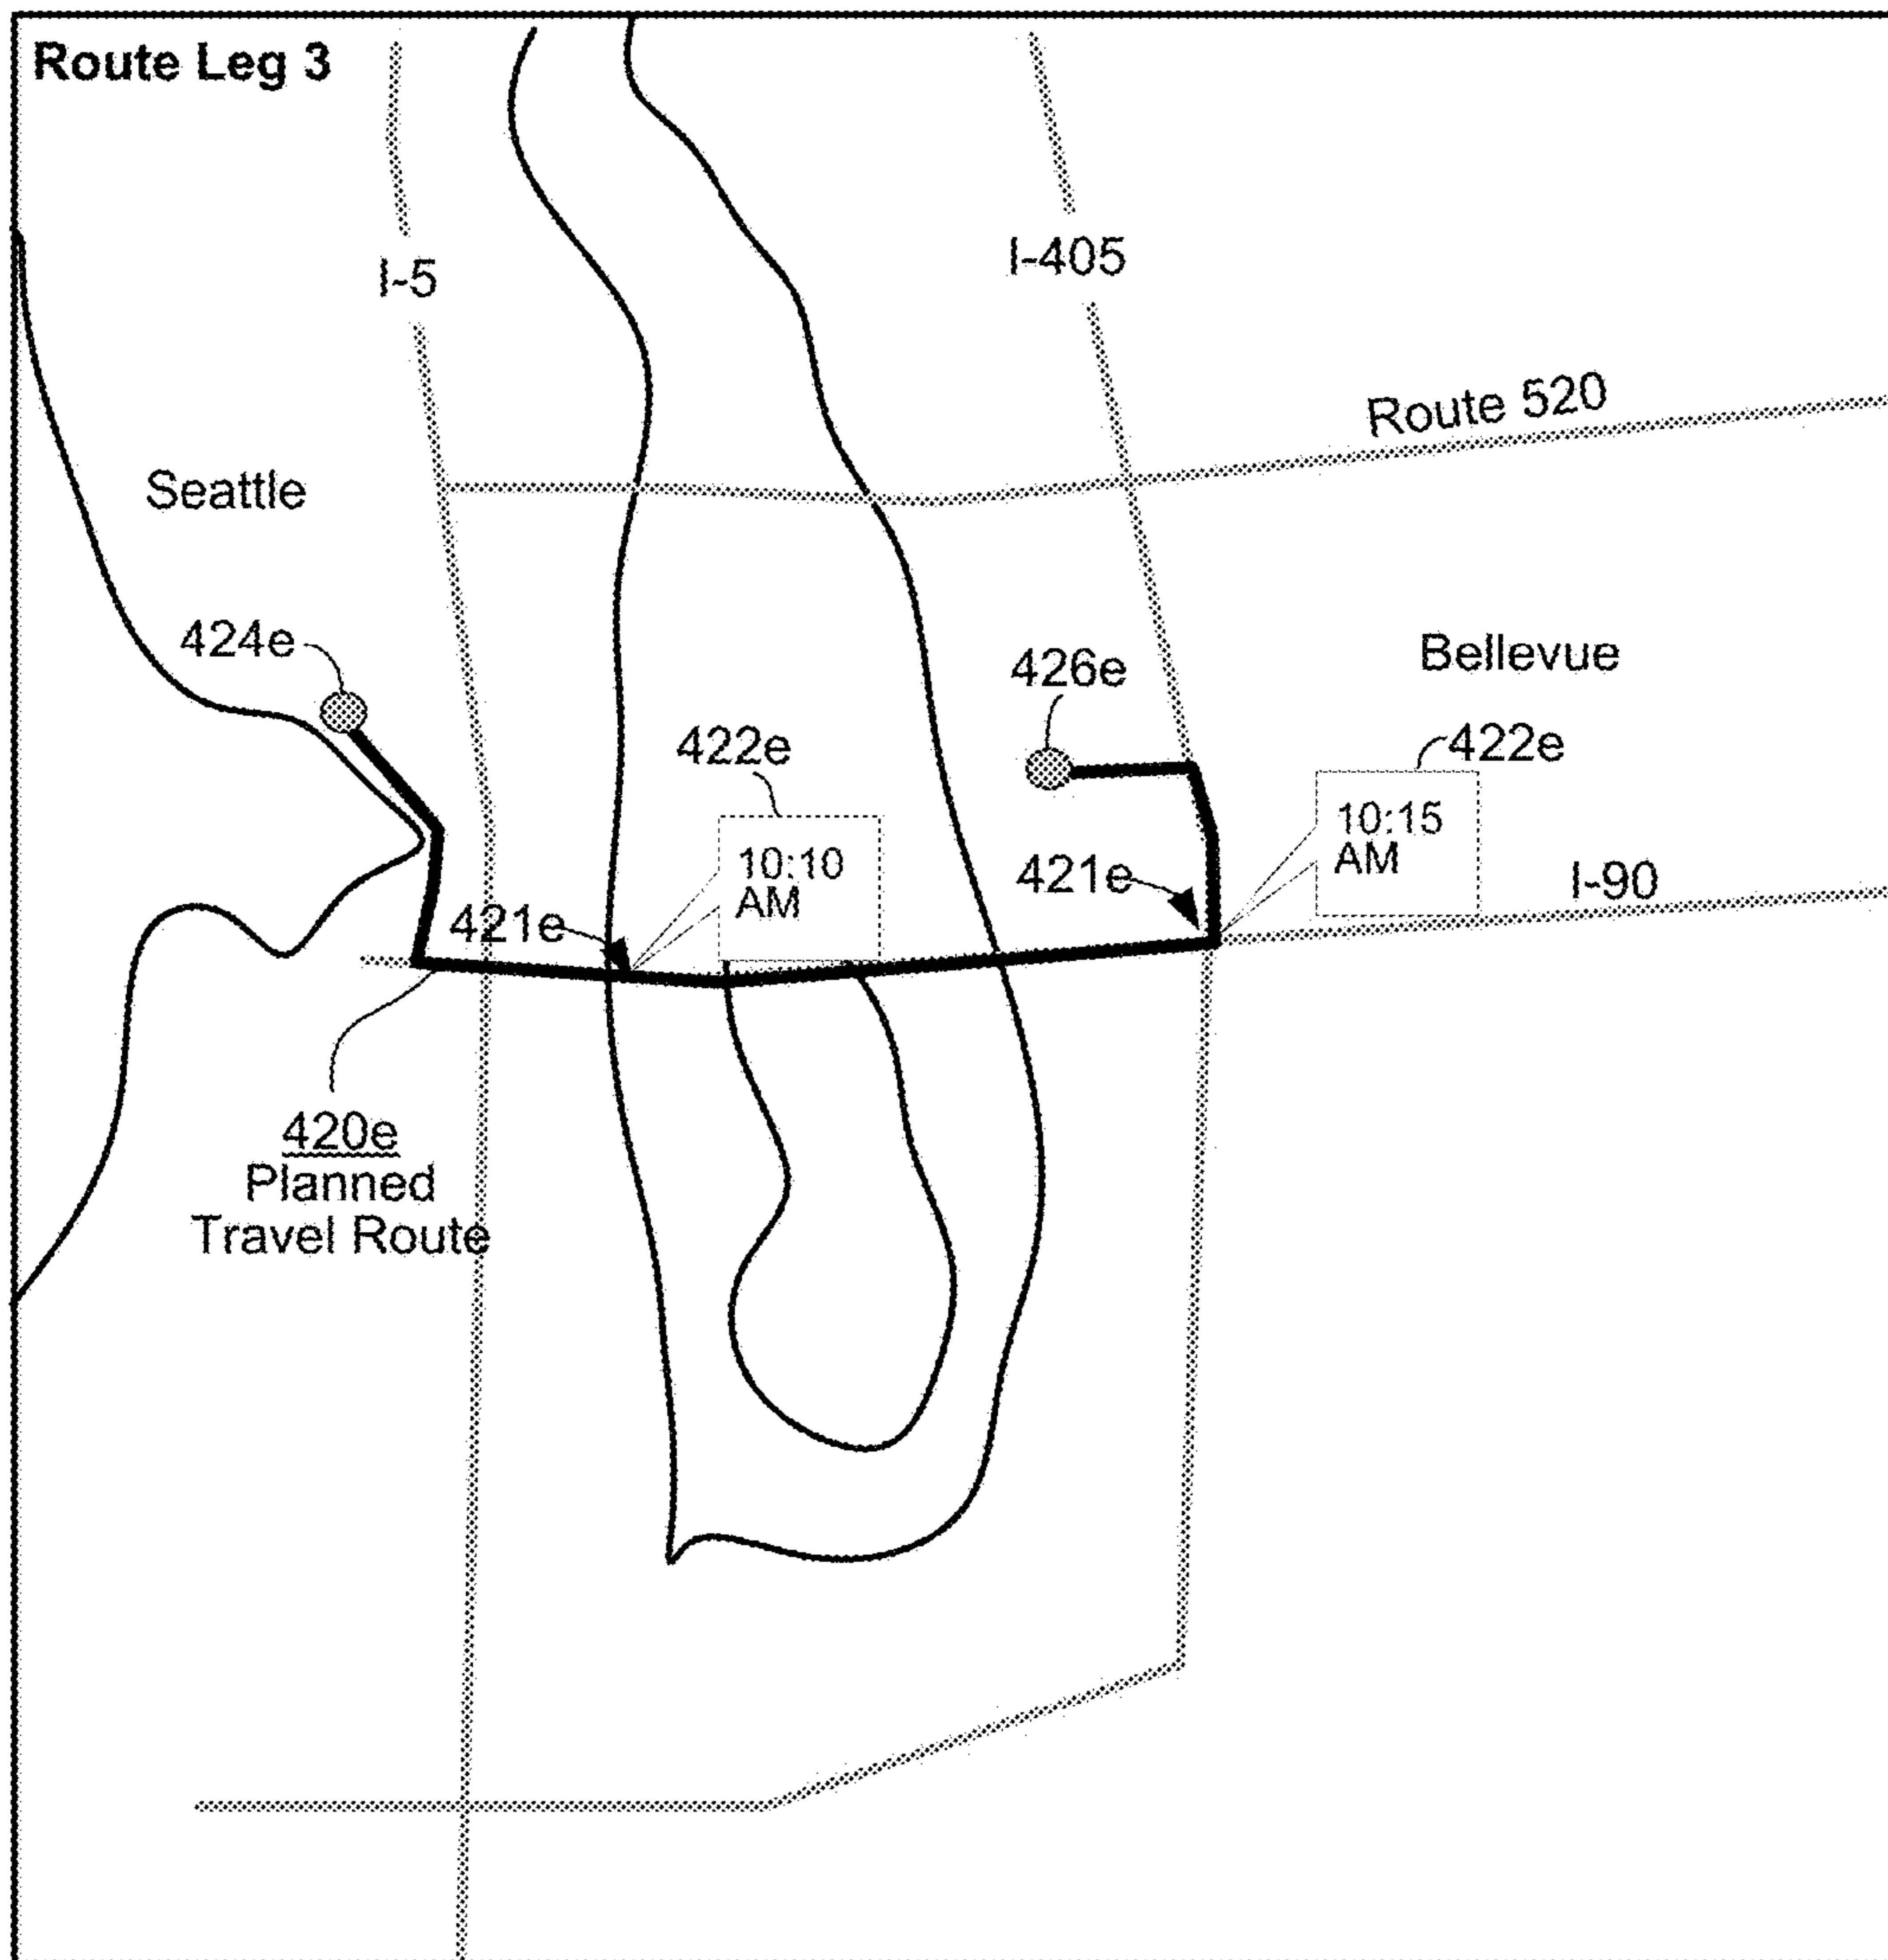 Route Leg 3
I-5
I-405
Route 520
Seattle
424e
426e
Bellevue
422e
422e
10:15
AM
10:10
AM
421e
I-90
421e
420e
Planned
Travel Route